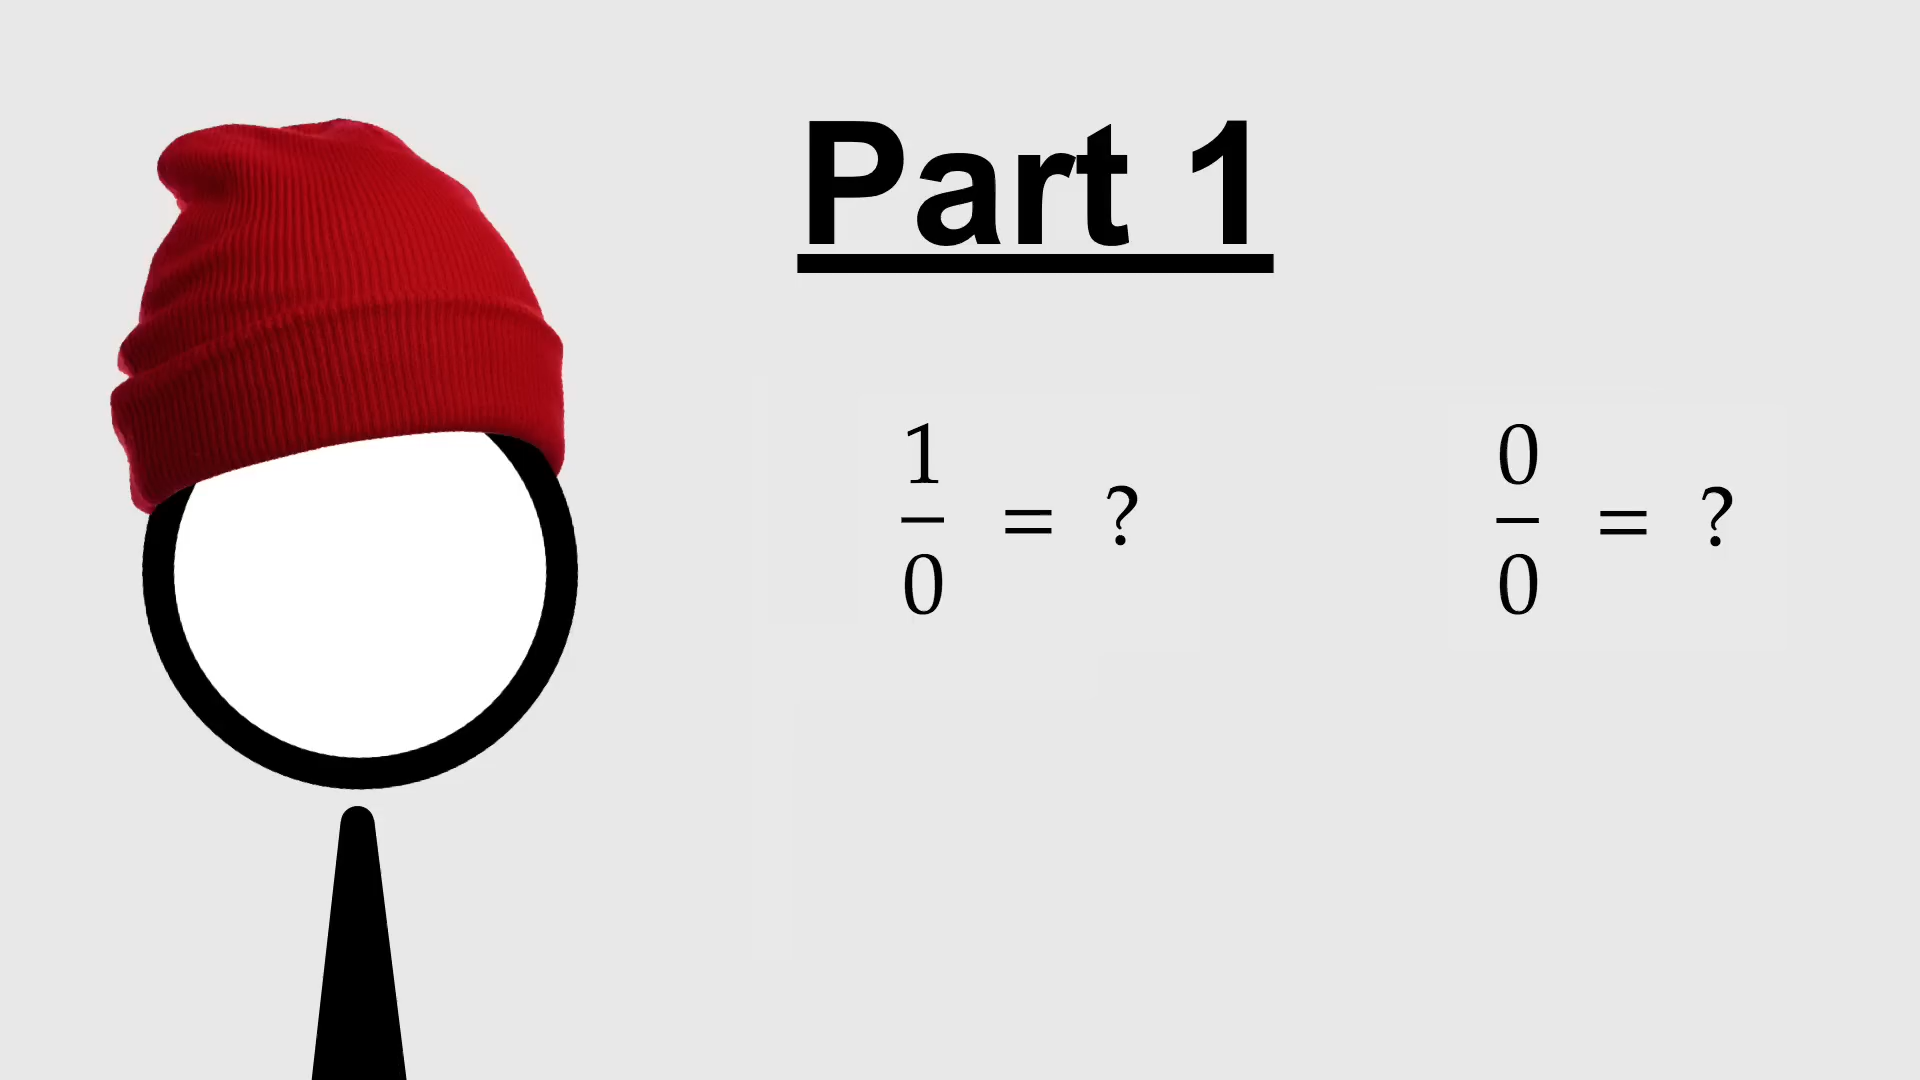 Part 1
1/0 = ?
0/0 = ?